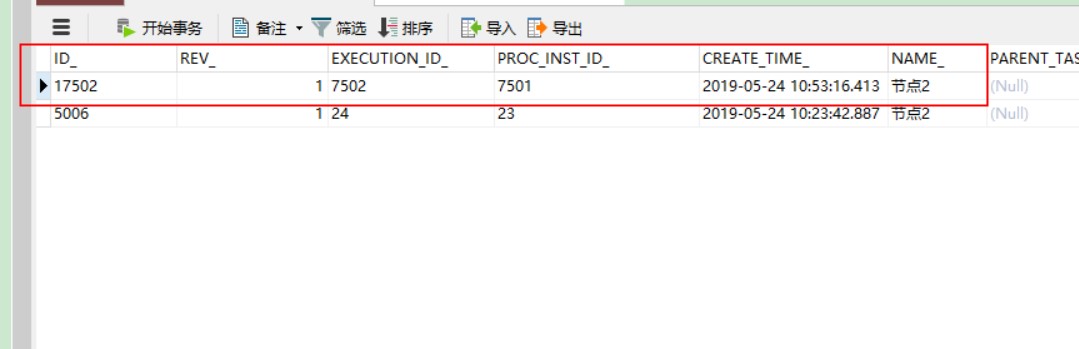 开始事务 备注 筛选 排序 导入 导出
ID_ REV_ EXECUTION_ID_ PROC_INST_ID_ CREATE_TIME_ NAME_ PARENT_TAS
17502 1 7502 7501 2019-05-24 10:53:16.413 节点2 (Null)
5006 1 24 23 2019-05-24 10:23:42.887 节点2 (Null)